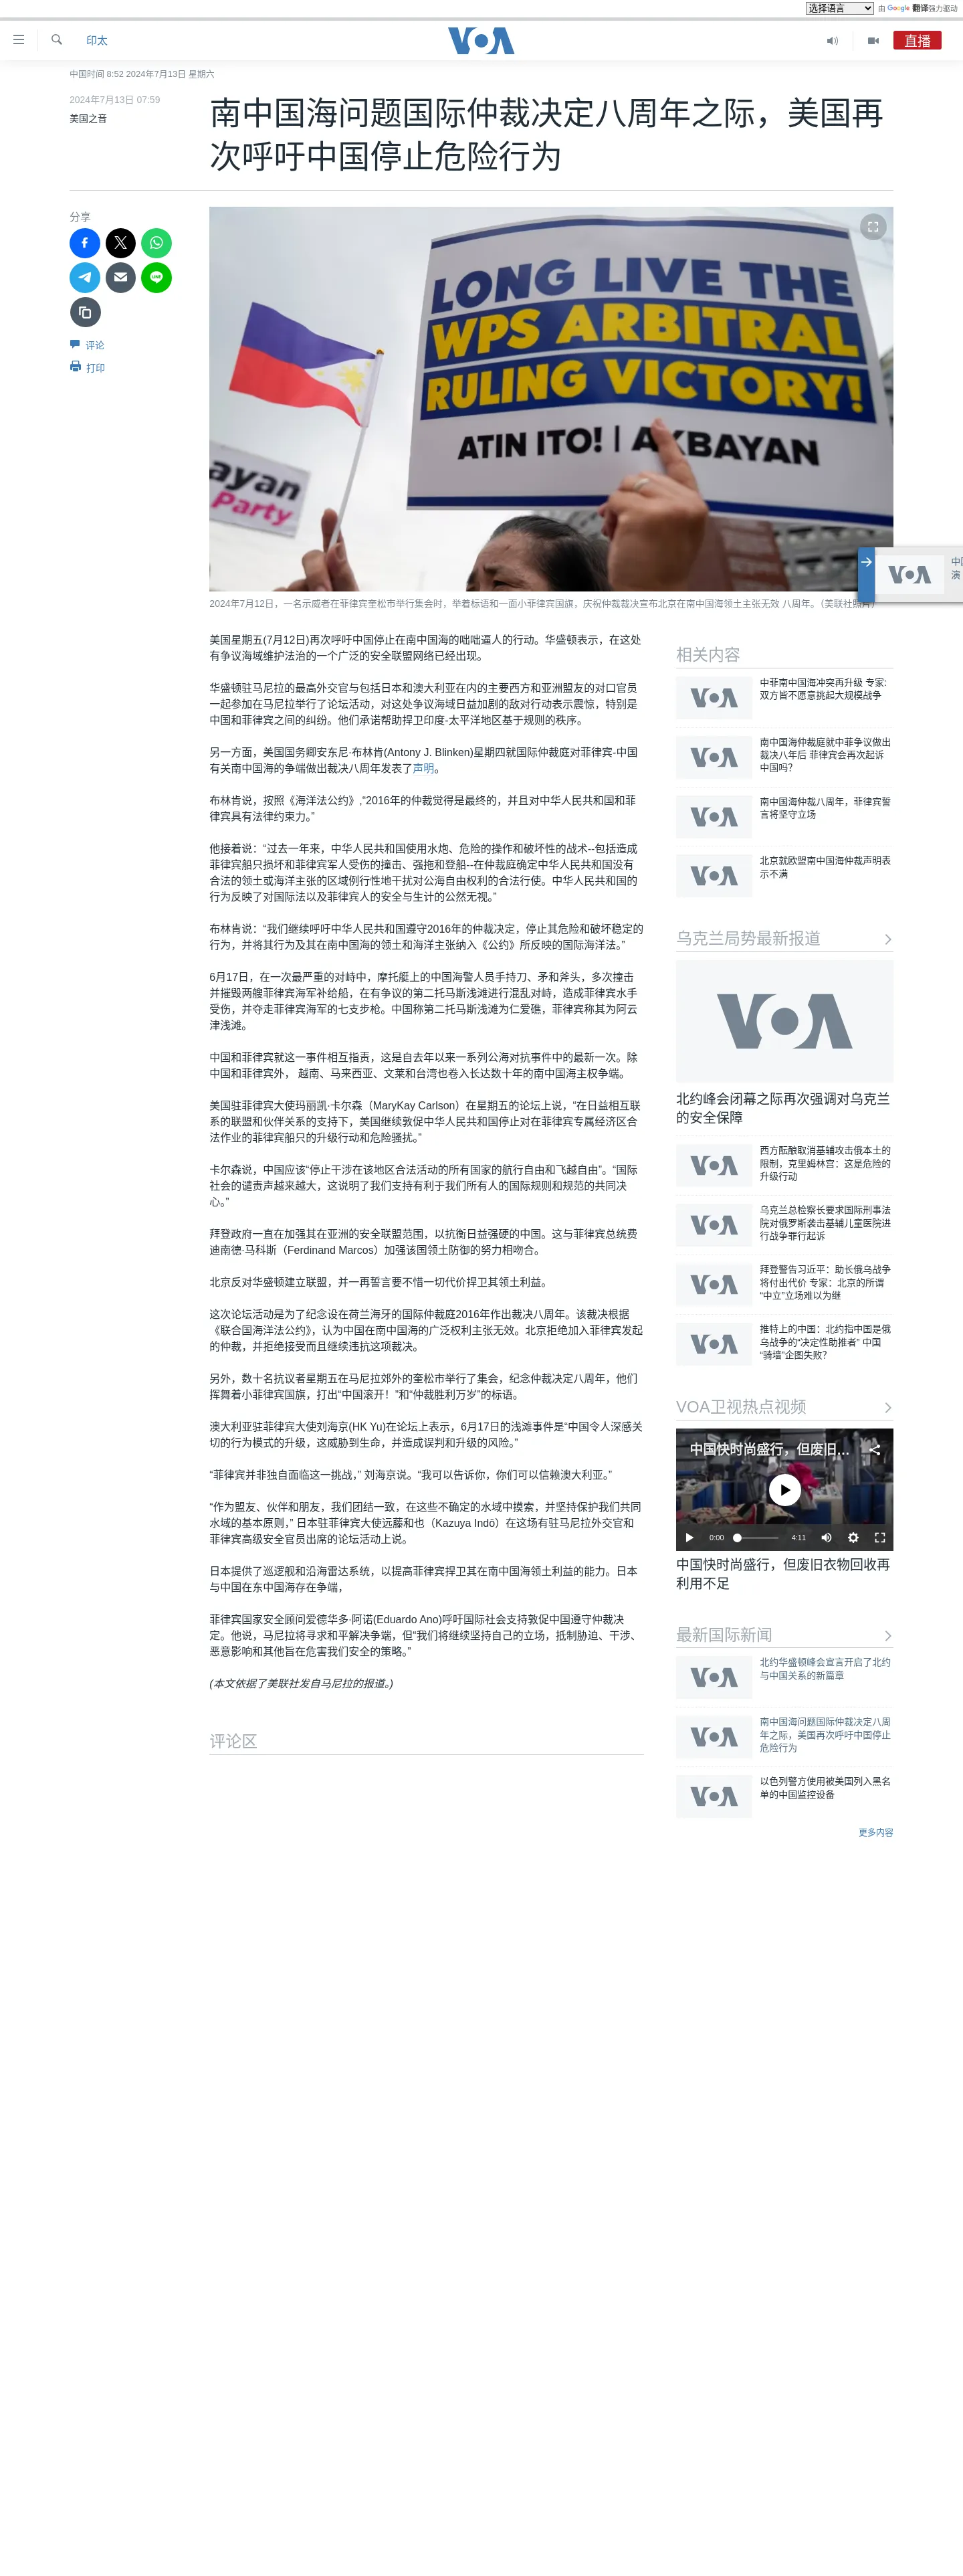 选择语言 由 Google 翻译强力驱动
印太
VOA
直播
中国时间 8:52 2024年7月13日 星期六
2024年7月13日 07:59
美国之音
南中国海问题国际仲裁决定八周年之际，美国再
次呼吁中国停止危险行为
分享
评论
打印
LONG LIVE THE
WPS ARBITRAL
RULING VICTORY!
ATIN ITO! | AKBAYAN
ayan
Party
2024年7月12日，一名示威者在菲律宾奎松市举行集会时，举着标语和一面小菲律宾国旗，庆祝仲裁裁决宣布北京在南中国海领土主张无效 八周年。（美联社照片）
VOA
演
美国星期五(7月12日)再次呼吁中国停止在南中国海的咄咄逼人的行动。华盛顿表示，在这处
有争议海域维护法治的一个广泛的安全联盟网络已经出现。
华盛顿驻马尼拉的最高外交官与包括日本和澳大利亚在内的主要西方和亚洲盟友的对口官员
一起参加在马尼拉举行了论坛活动，对这处争议海域日益加剧的敌对行动表示震惊，特别是
中国和菲律宾之间的纠纷。他们承诺帮助捍卫印度-太平洋地区基于规则的秩序。
另一方面，美国国务卿安东尼·布林肯(Antony J. Blinken)星期四就国际仲裁庭对菲律宾-中国
有关南中国海的争端做出裁决八周年发表了声明。
布林肯说，按照《海洋法公约》,“2016年的仲裁觉得是最终的，并且对中华人民共和国和菲
律宾具有法律约束力。”
他接着说：“过去一年来，中华人民共和国使用水炮、危险的操作和破坏性的战术--包括造成
菲律宾船只损坏和菲律宾军人受伤的撞击、强拖和登船--在仲裁庭确定中华人民共和国没有
合法的领土或海洋主张的区域例行性地干扰对公海自由权利的合法行使。中华人民共和国的
行为反映了对国际法以及菲律宾人的安全与生计的公然无视。”
布林肯说：“我们继续呼吁中华人民共和国遵守2016年的仲裁决定，停止其危险和破坏稳定的
行为，并将其行为及其在南中国海的领土和海洋主张纳入《公约》所反映的国际海洋法。”
6月17日，在一次最严重的对峙中，摩托艇上的中国海警人员手持刀、矛和斧头，多次撞击
并摧毁两艘菲律宾海军补给船，在有争议的第二托马斯浅滩进行混乱对峙，造成菲律宾水手
受伤，并夺走菲律宾海军的七支步枪。中国称第二托马斯浅滩为仁爱礁，菲律宾称其为阿云
津浅滩。
中国和菲律宾就这一事件相互指责，这是自去年以来一系列公海对抗事件中的最新一次。除
中国和菲律宾外， 越南、马来西亚、文莱和台湾也卷入长达数十年的南中国海主权争端。
美国驻菲律宾大使玛丽凯·卡尔森（MaryKay Carlson）在星期五的论坛上说，“在日益相互联
系的联盟和伙伴关系的支持下，美国继续敦促中华人民共和国停止对在菲律宾专属经济区合
法作业的菲律宾船只的升级行动和危险骚扰。”
卡尔森说，中国应该“停止干涉在该地区合法活动的所有国家的航行自由和飞越自由”。“国际
社会的谴责声越来越大，这说明了我们支持有利于我们所有人的国际规则和规范的共同决
心。”
拜登政府一直在加强其在亚洲的安全联盟范围，以抗衡日益强硬的中国。这与菲律宾总统费
迪南德·马科斯（Ferdinand Marcos）加强该国领土防御的努力相吻合。
北京反对华盛顿建立联盟，并一再誓言要不惜一切代价捍卫其领土利益。
这次论坛活动是为了纪念设在荷兰海牙的国际仲裁庭2016年作出裁决八周年。该裁决根据
《联合国海洋法公约》，认为中国在南中国海的广泛权利主张无效。北京拒绝加入菲律宾发起
的仲裁，并拒绝接受而且继续违抗这项裁决。
另外，数十名抗议者星期五在马尼拉郊外的奎松市举行了集会，纪念仲裁决定八周年，他们
挥舞着小菲律宾国旗，打出“中国滚开！”和“仲裁胜利万岁”的标语。
澳大利亚驻菲律宾大使刘海京(HK Yu)在论坛上表示，6月17日的浅滩事件是“中国令人深感关
切的行为模式的升级，这威胁到生命，并造成误判和升级的风险。”
“菲律宾并非独自面临这一挑战，” 刘海京说。“我可以告诉你，你们可以信赖澳大利亚。”
“作为盟友、伙伴和朋友，我们团结一致，在这些不确定的水域中摸索，并坚持保护我们共同
水域的基本原则，” 日本驻菲律宾大使远藤和也（Kazuya Indō）在这场有驻马尼拉外交官和
菲律宾高级安全官员出席的论坛活动上说。
日本提供了巡逻舰和沿海雷达系统，以提高菲律宾捍卫其在南中国海领土利益的能力。日本
与中国在东中国海存在争端，
菲律宾国家安全顾问爱德华多·阿诺(Eduardo Ano)呼吁国际社会支持敦促中国遵守仲裁决
定。他说，马尼拉将寻求和平解决争端，但“我们将继续坚持自己的立场，抵制胁迫、干涉、
恶意影响和其他旨在危害我们安全的策略。”
(本文依据了美联社发自马尼拉的报道。)
评论区
相关内容
VOA
中菲南中国海冲突再升级 专家:
双方皆不愿意挑起大规模战争
VOA
南中国海仲裁庭就中菲争议做出
裁决八年后 菲律宾会再次起诉
中国吗？
VOA
南中国海仲裁八周年，菲律宾誓
言将坚守立场
VOA
北京就欧盟南中国海仲裁声明表
示不满
乌克兰局势最新报道
VOA
北约峰会闭幕之际再次强调对乌克兰
的安全保障
VOA
西方酝酿取消基辅攻击俄本土的
限制，克里姆林宫：这是危险的
升级行动
VOA
乌克兰总检察长要求国际刑事法
院对俄罗斯袭击基辅儿童医院进
行战争罪行起诉
VOA
拜登警告习近平：助长俄乌战争
将付出代价 专家：北京的所谓
“中立”立场难以为继
VOA
推特上的中国：北约指中国是俄
乌战争的“决定性助推者” 中国
“骑墙”企图失败？
VOA卫视热点视频
中国快时尚盛行，但废旧...
0:00 4:11
中国快时尚盛行，但废旧衣物回收再
利用不足
最新国际新闻
VOA
北约华盛顿峰会宣言开启了北约
与中国关系的新篇章
VOA
南中国海问题国际仲裁决定八周
年之际，美国再次呼吁中国停止
危险行为
VOA
以色列警方使用被美国列入黑名
单的中国监控设备
更多内容